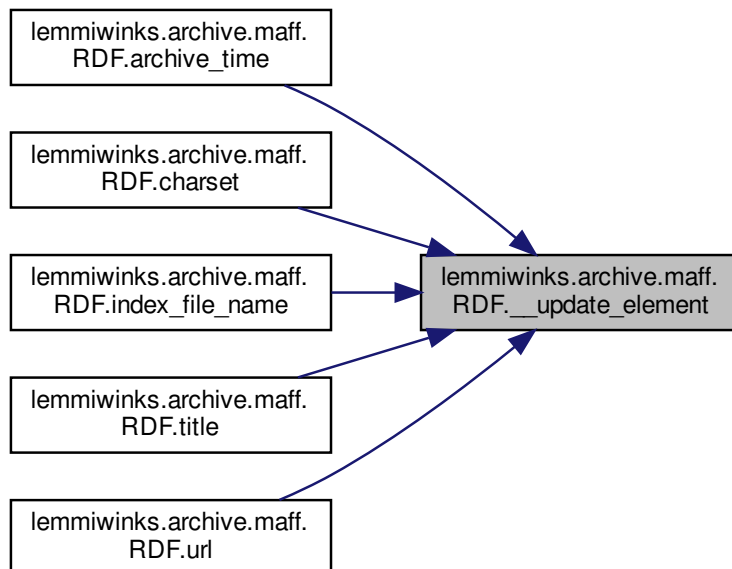 lemmiwinks.archive.maff.
RDF.archive_time
lemmiwinks.archive.maff.
RDF.charset
lemmiwinks.archive.maff.
RDF.index_file_name
lemmiwinks.archive.maff.
RDF.__update_element
lemmiwinks.archive.maff.
RDF.title
lemmiwinks.archive.maff.
RDF.url